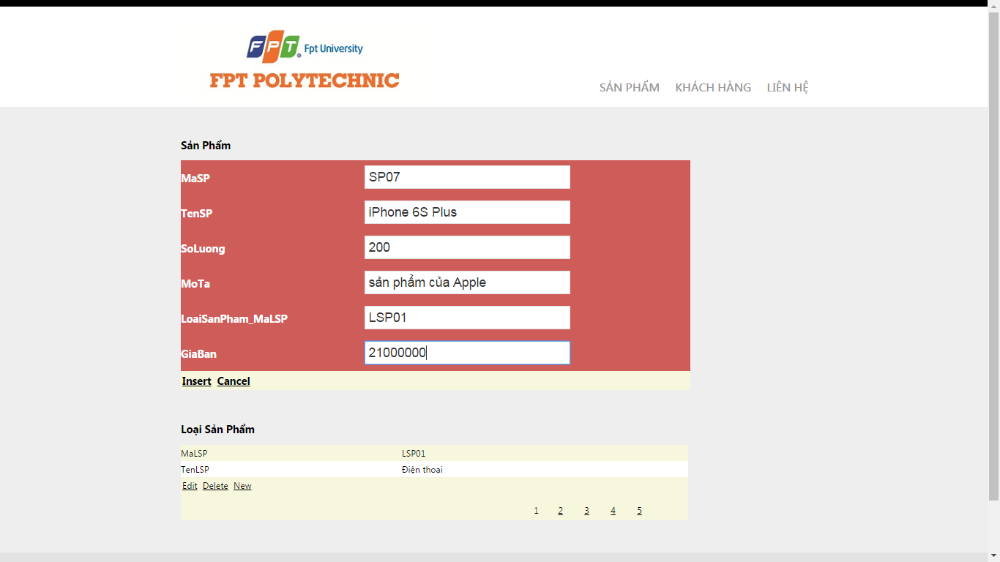 FPT® Fpt University
FPT POLYTECHNIC
SẢN PHẨM KHÁCH HÀNG LIÊN HỆ
Sản Phẩm
MaSP SP07
TenSP iPhone 6S Plus
SoLuong 200
MoTa sản phẩm của Apple
LoaiSanPham_MaLSP LSP01
GiaBan 21000000
Insert Cancel
Loại Sản Phẩm
MaLSP LSP01
TenLSP Điện thoại
Edit Delete New
1 2 3 4 5